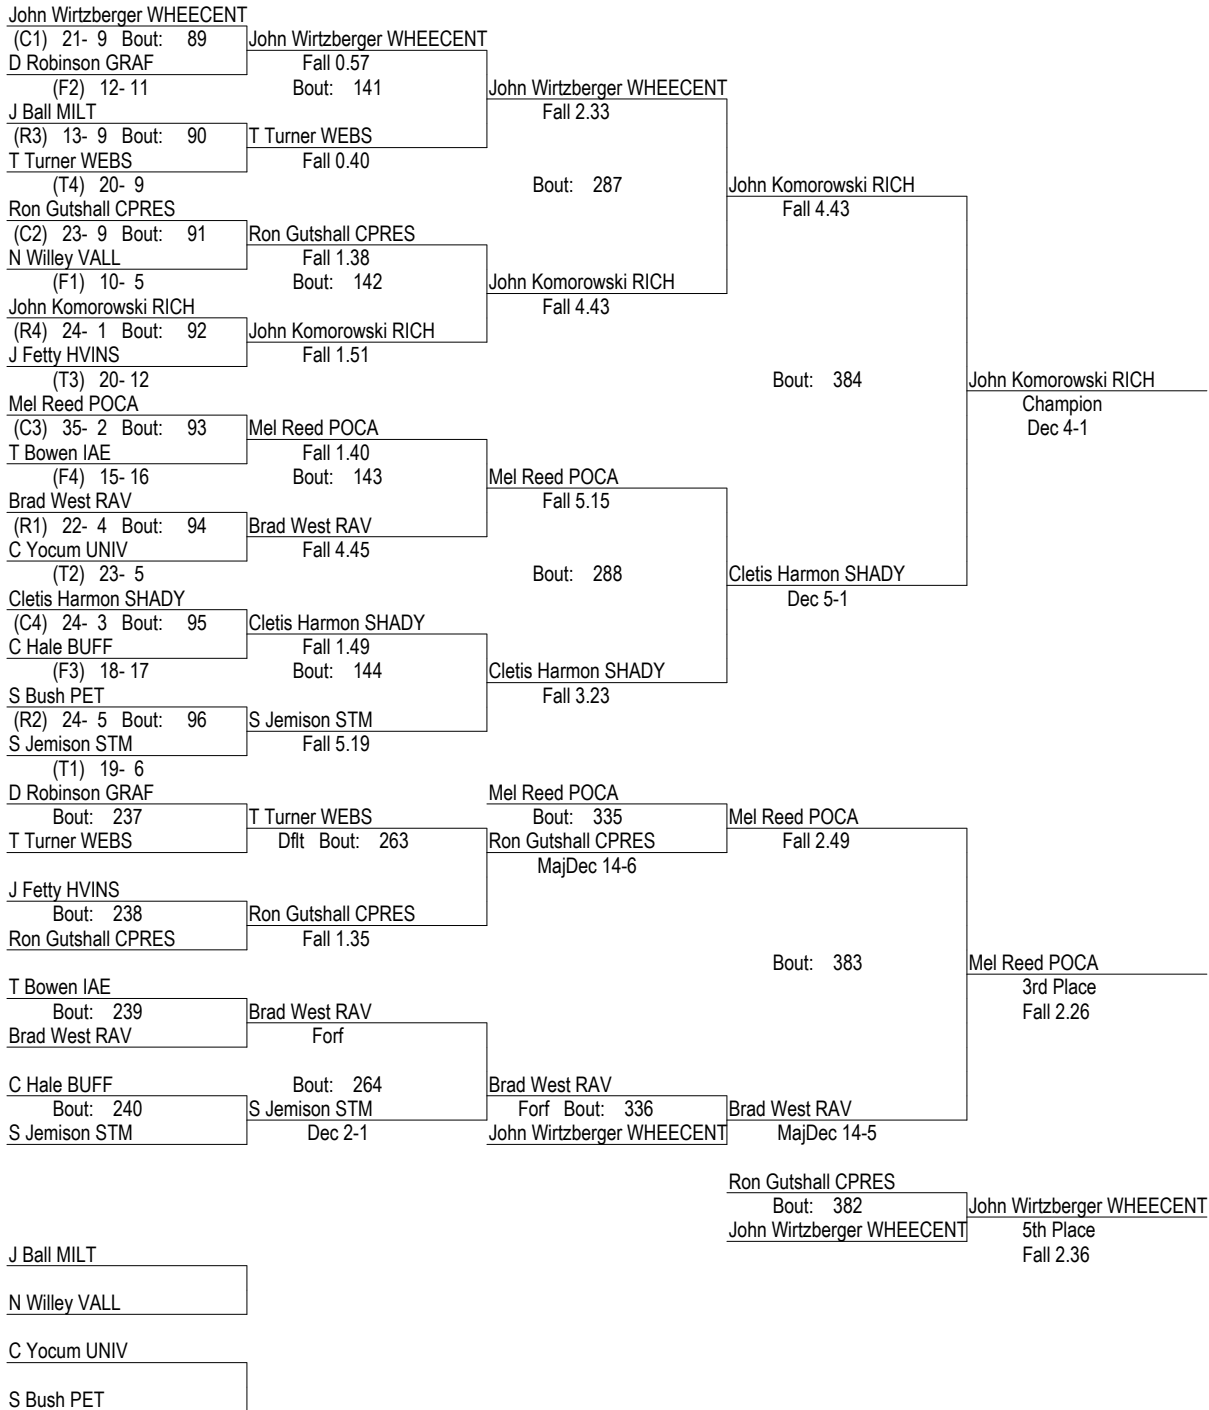 John Wirtzberger WHEECENT
(C1) 21- 9 Bout: 89 John Wirtzberger WHEECENT
D Robinson GRAF Fall 0.57
(F2) 12- 11 Bout: 141 John Wirtzberger WHEECENT
J Ball MILT Fall 2.33
(R3) 13- 9 Bout: 90 T Turner WEBS
T Turner WEBS Fall 0.40
(T4) 20- 9 Bout: 287 John Komorowski RICH
Ron Gutshall CPRES Fall 4.43
(C2) 23- 9 Bout: 91 Ron Gutshall CPRES
N Willey VALL Fall 1.38
(F1) 10- 5 Bout: 142 John Komorowski RICH
John Komorowski RICH Fall 4.43
(R4) 24- 1 Bout: 92 John Komorowski RICH
J Fetty HVINS Fall 1.51
(T3) 20- 12 Bout: 384 John Komorowski RICH
Mel Reed POCA Champion
(C3) 35- 2 Bout: 93 Mel Reed POCA Dec 4-1
T Bowen IAE Fall 1.40
(F4) 15- 16 Bout: 143 Mel Reed POCA
Brad West RAV Fall 5.15
(R1) 22- 4 Bout: 94 Brad West RAV
C Yocum UNIV Fall 4.45
(T2) 23- 5 Bout: 288 Cletis Harmon SHADY
Cletis Harmon SHADY Dec 5-1
(C4) 24- 3 Bout: 95 Cletis Harmon SHADY
C Hale BUFF Fall 1.49
(F3) 18- 17 Bout: 144 Cletis Harmon SHADY
S Bush PET Fall 3.23
(R2) 24- 5 Bout: 96 S Jemison STM
S Jemison STM Fall 5.19
(T1) 19- 6
D Robinson GRAF Mel Reed POCA
Bout: 237 T Turner WEBS Bout: 335 Mel Reed POCA
T Turner WEBS Dflt Bout: 263 Ron Gutshall CPRES Fall 2.49
MajDec 14-6
J Fetty HVINS
Bout: 238 Ron Gutshall CPRES
Ron Gutshall CPRES Fall 1.35
Bout: 383 Mel Reed POCA
T Bowen IAE 3rd Place
Bout: 239 Brad West RAV Fall 2.26
Brad West RAV Forf
C Hale BUFF Bout: 264 Brad West RAV
Bout: 240 S Jemison STM Forf Bout: 336 Brad West RAV
S Jemison STM Dec 2-1 John Wirtzberger WHEECENT MajDec 14-5
Ron Gutshall CPRES
Bout: 382 John Wirtzberger WHEECENT
John Wirtzberger WHEECENT 5th Place
J Ball MILT Fall 2.36
N Willey VALL
C Yocum UNIV
S Bush PET